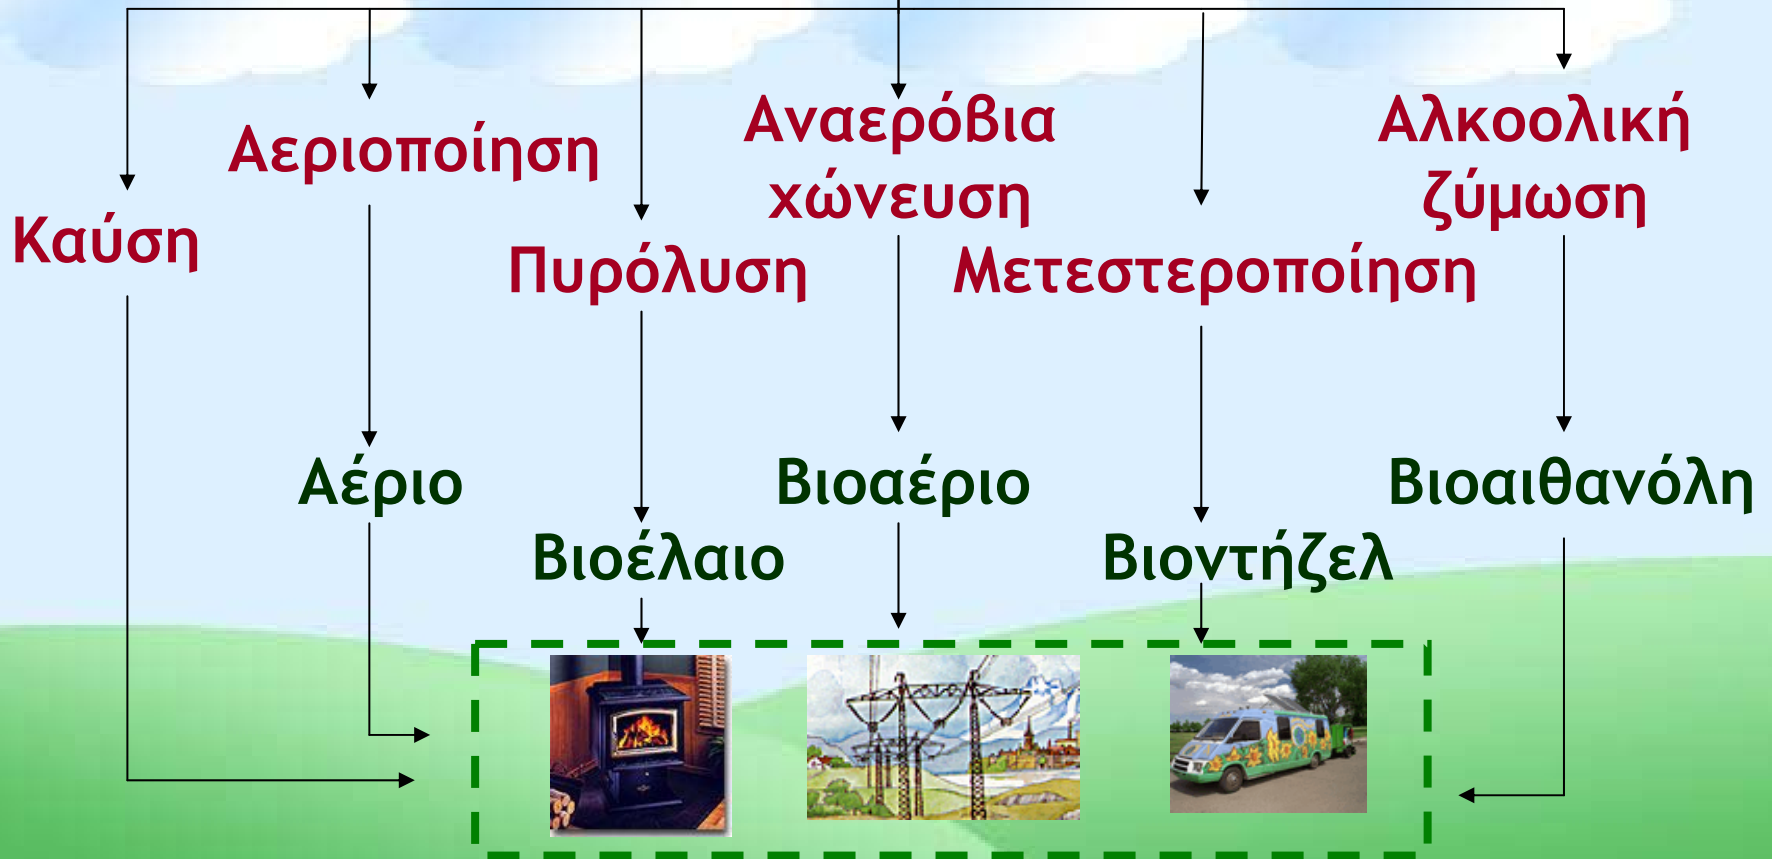 Καύση
Αεριοποίηση
Πυρόλυση
Αναερόβια
χώνευση
Μετεστεροποίηση
Αλκοολική
ζύμωση
Αέριο
Βιοέλαιο
Βιοαέριο
Βιοντήζελ
Βιοαιθανόλη